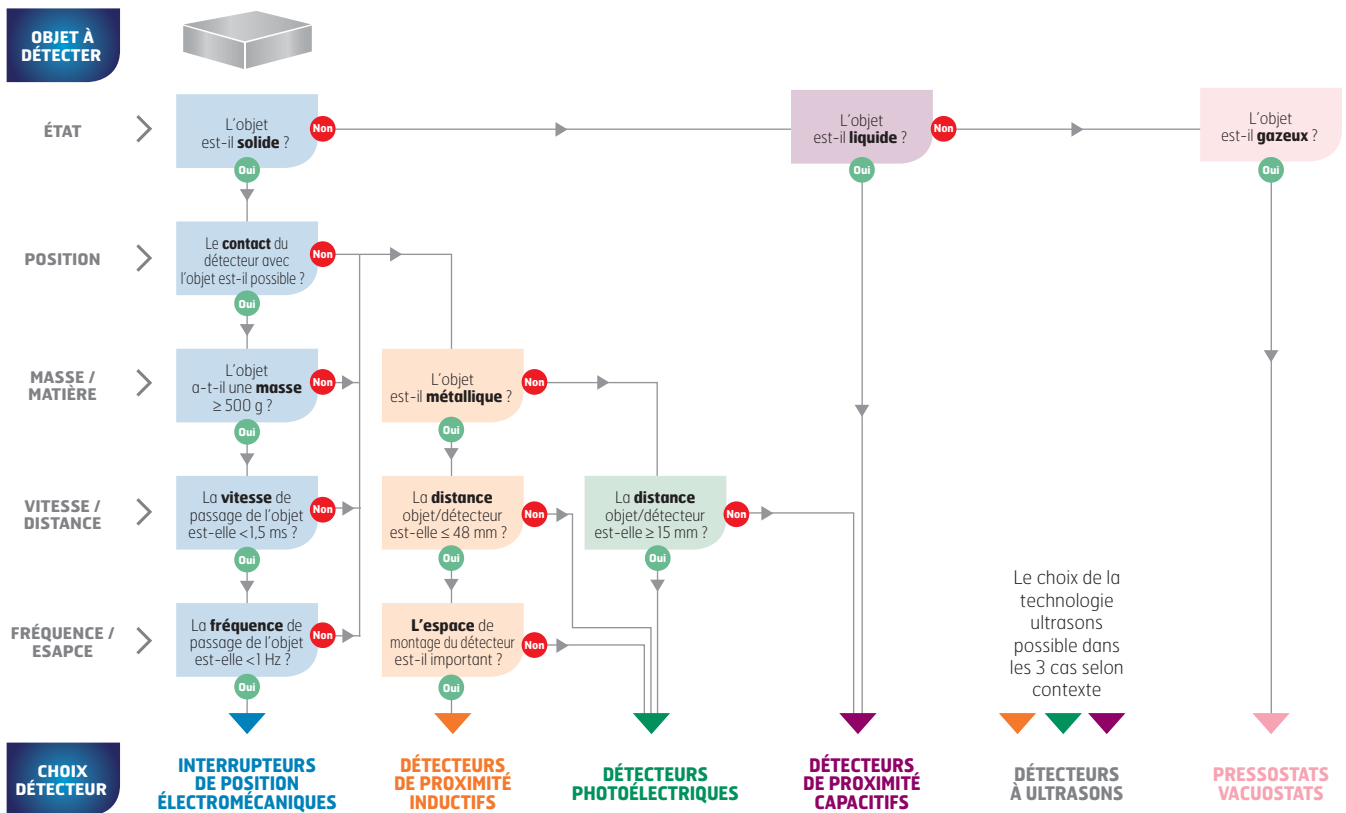 OBJET À
DÉTECTER
ÉTAT
L'objet
est-il solide ?
Non
Oui
L'objet
est-il liquide ?
Non
Oui
L'objet
est-il gazeux ?
Oui
POSITION
Le contact du
détecteur avec
l'objet est-il possible ?
Non
Oui
MASSE /
MATIÈRE
L'objet
a-t-il une masse
≥ 500 g ?
Non
Oui
L'objet
est-il métallique ?
Non
Oui
VITESSE /
DISTANCE
La vitesse de
passage de l'objet
est-elle <1,5 ms ?
Non
Oui
La distance
objet/détecteur
est-elle ≤ 48 mm ?
Non
Oui
La distance
objet/détecteur
est-elle ≥ 15 mm ?
Non
Oui
FRÉQUENCE /
ESAPCE
La fréquence de
passage de l'objet
est-elle <1 Hz ?
Non
Oui
L'espace de
montage du détecteur
est-il important ?
Non
Oui
Le choix de la
technologie
ultrasons
possible dans
les 3 cas selon
contexte
CHOIX
DÉTECTEUR
INTERRUPTEURS
DE POSITION
ÉLECTROMÉCANIQUES
DÉTECTEURS
DE PROXIMITÉ
INDUCTIFS
DÉTECTEURS
PHOTOÉLECTRIQUES
DÉTECTEURS
DE PROXIMITÉ
CAPACITIFS
DÉTECTEURS
À ULTRASONS
PRESSOSTATS
VACUOSTATS